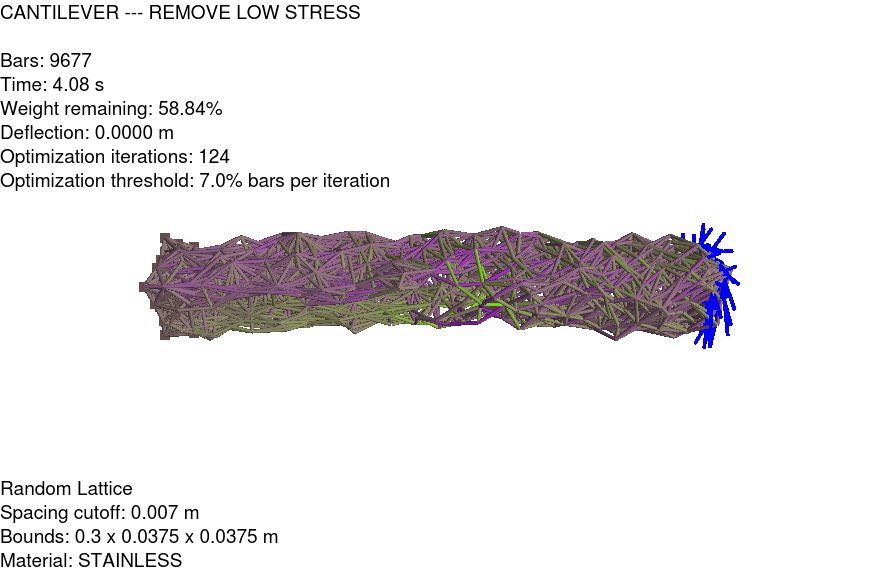 CANTILEVER --- REMOVE LOW STRESS
Bars: 9677
Time: 4.08 s
Weight remaining: 58.84%
Deflection: 0.0000 m
Optimization iterations: 124
Optimization threshold: 7.0% bars per iteration
Random Lattice
Spacing cutoff: 0.007 m
Bounds: 0.3 x 0.0375 x 0.0375 m
Material: STAINLESS